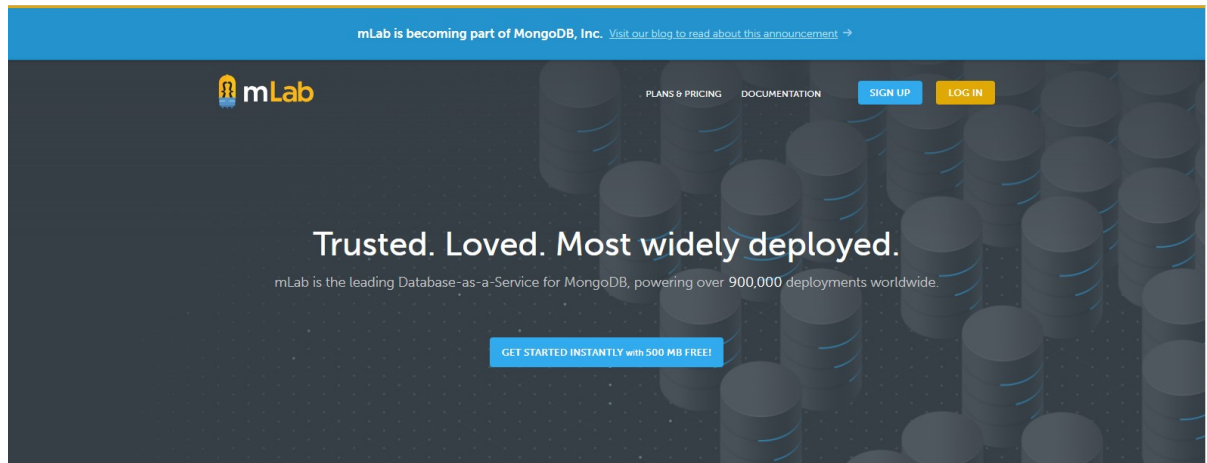 mLab is becoming part of MongoDB, Inc. Visit our blog to read about this announcement →
mLab
PLANS & PRICING DOCUMENTATION SIGN UP LOG IN
Trusted. Loved. Most widely deployed.
mLab is the leading Database-as-a-Service for MongoDB, powering over 900,000 deployments worldwide.
GET STARTED INSTANTLY with 500 MB FREE!